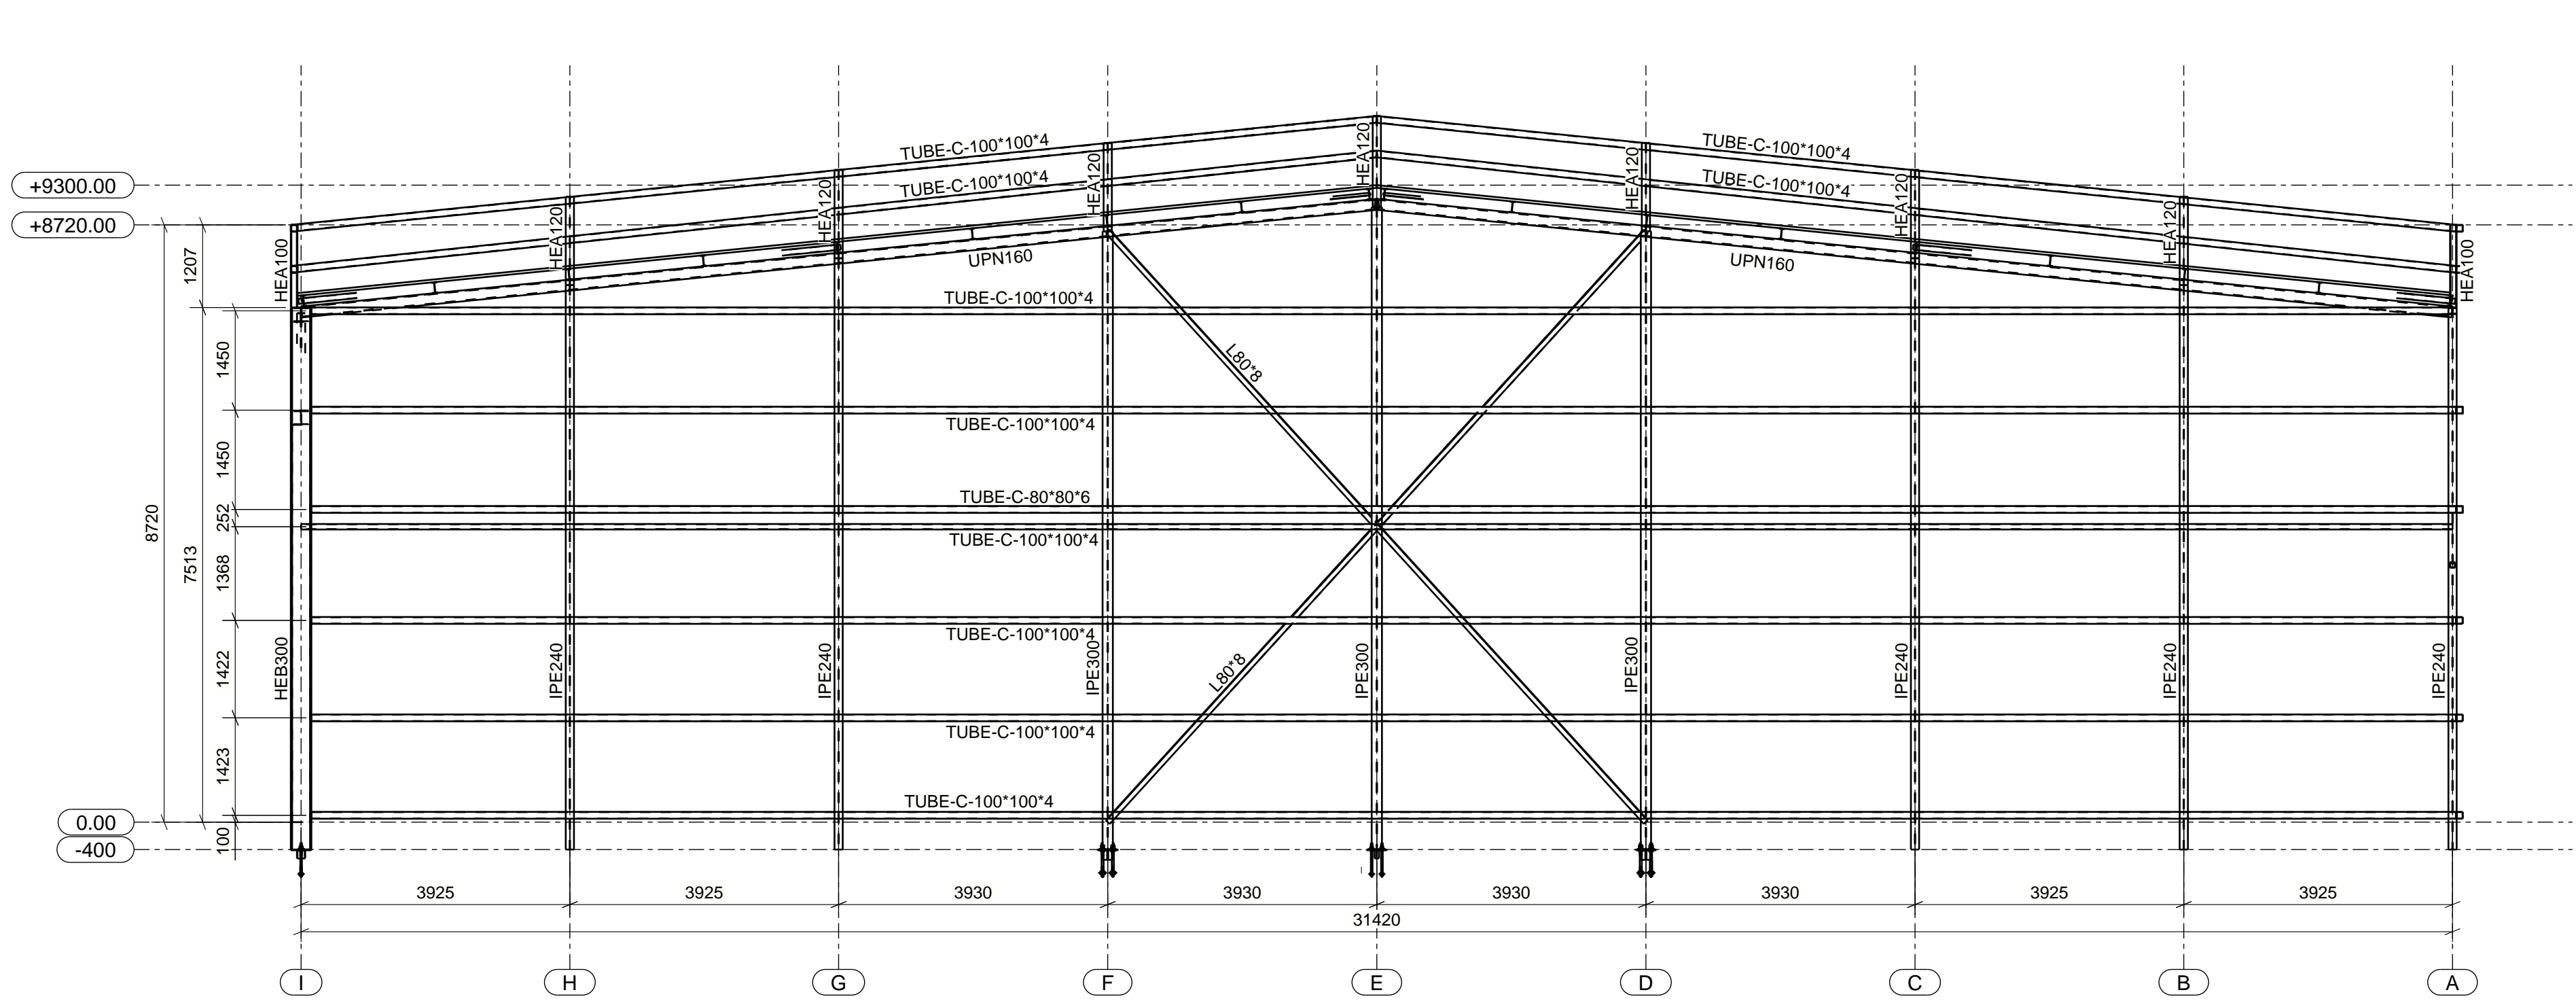 TUBE-C-100*100*4
TUBE-C-100*100*4
HEA120
HEA120
HEA120
TUBE-C-100*100*4
TUBE-C-100*100*4
HEA120
HEA120
HEA120
HEA120
+9300.00
+8720.00
HEA100
HEA100
1207
UPN160
UPN160
TUBE-C-100*100*4
1450
L80*8
TUBE-C-100*100*4
1450
TUBE-C-80*80*6
252
8720
7513
TUBE-C-100*100*4
1368
TUBE-C-100*100*4
HEB300
IPE240
IPE240
IPE300
IPE300
IPE300
IPE240
IPE240
IPE240
1422
L80*8
TUBE-C-100*100*4
1423
TUBE-C-100*100*4
0.00
100
-400
3925 3925 3930 3930 3930 3930 3925 3925
31420
I H G F E D C B A